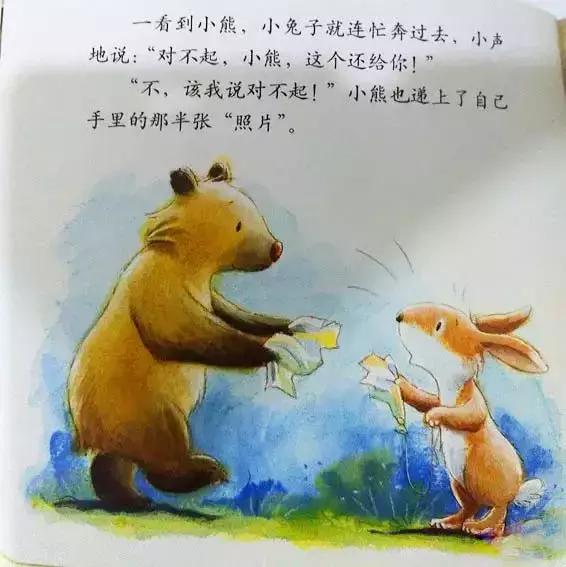 一看到小熊，小兔子就连忙奔过去，小声
地说：“对不起，小熊，这个还给你！”
“不，该我说对不起！”小熊也递上了自己
手里的那半张“照片”。